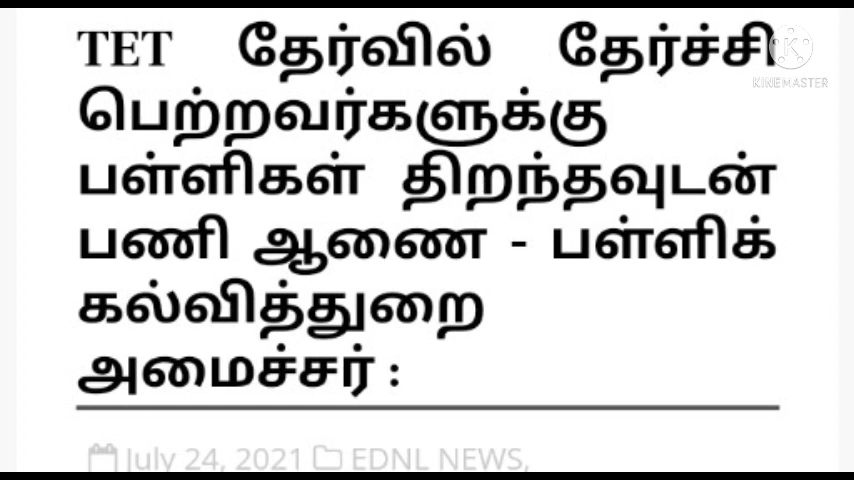 TET தேர்வில் தேர்ச்சி
பெற்றவர்களுக்கு
பள்ளிகள் திறந்தவுடன்
பணி ஆணை - பள்ளிக்
கல்வித்துறை
அமைச்சர் :
July 24, 2021 EDNL NEWS,
K
KINEMASTER